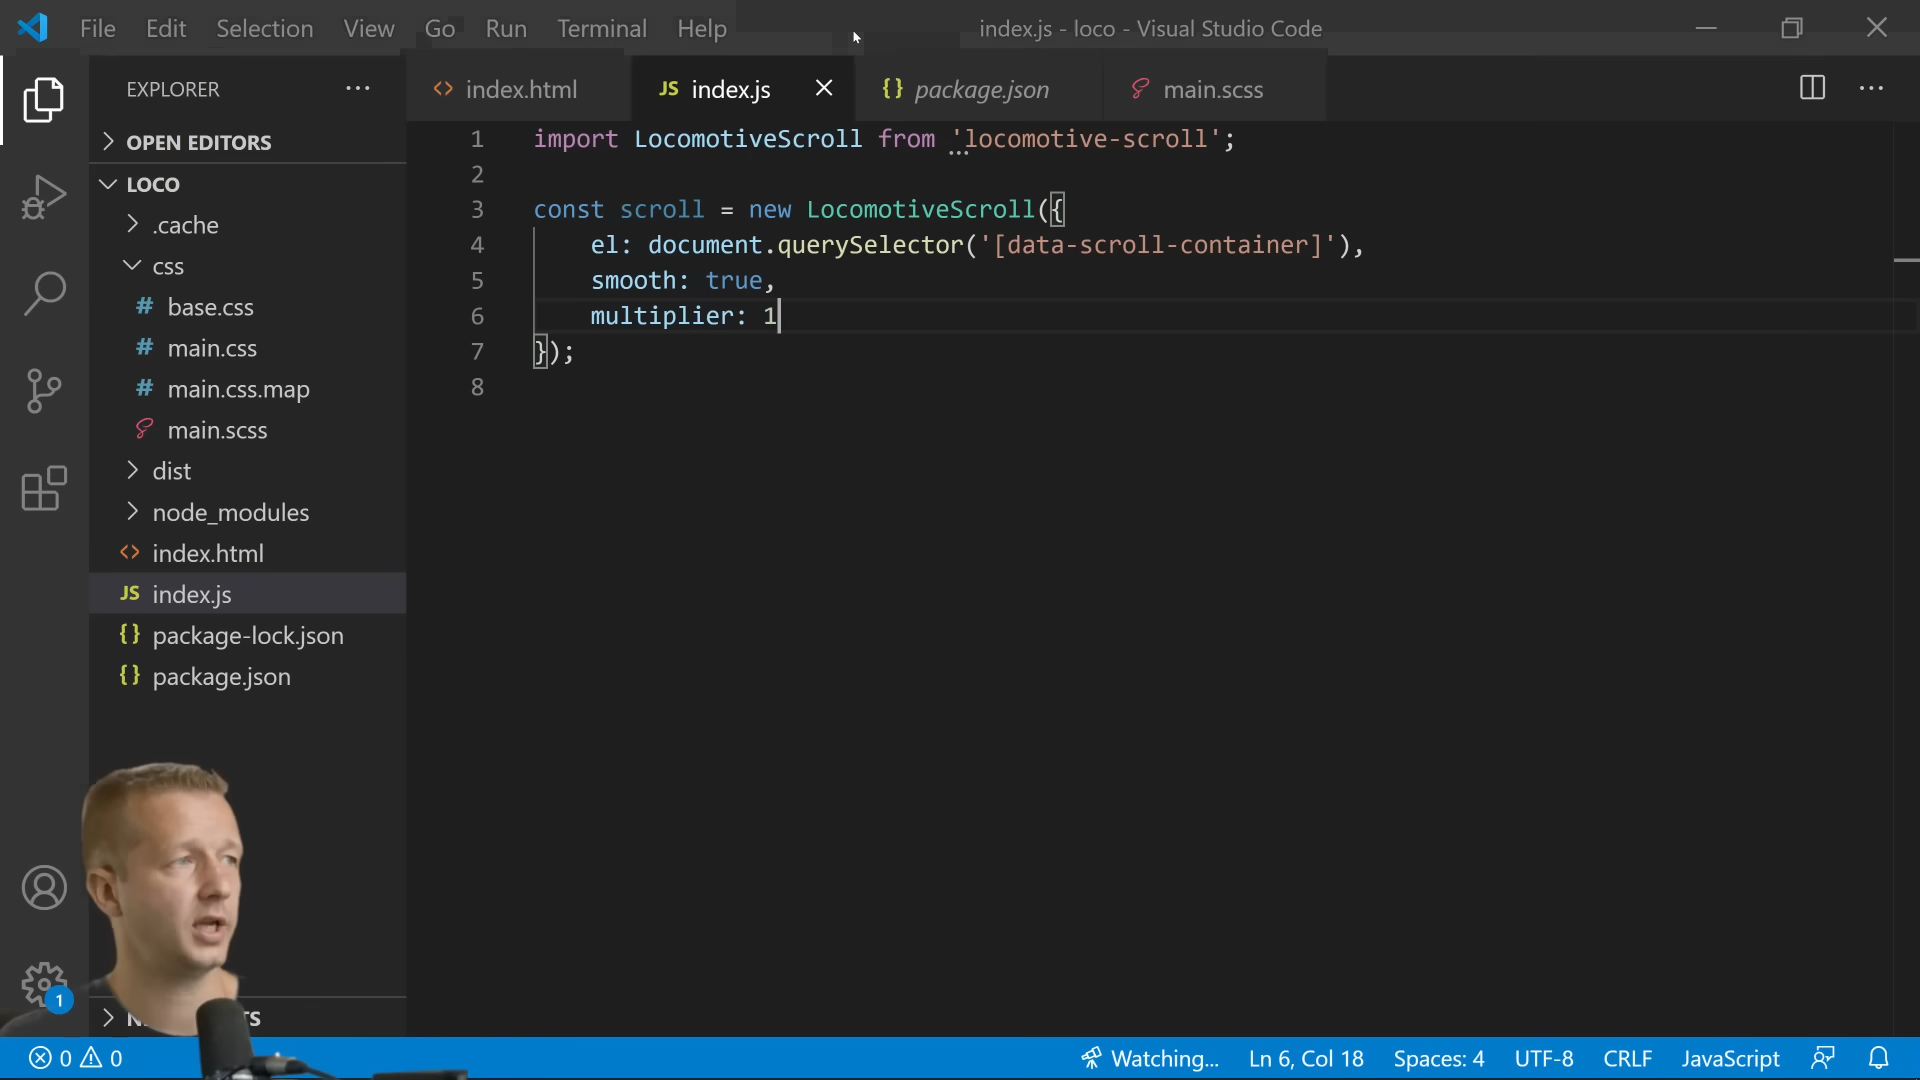 File Edit Selection View Go Run Terminal Help index.js - loco - Visual Studio Code
EXPLORER
OPEN EDITORS
LOCO
.cache
css
# base.css
# main.css
# main.css.map
main.scss
dist
node_modules
<> index.html
JS index.js
{} package-lock.json
{} package.json
<> index.html JS index.js {} package.json main.scss
1 import LocomotiveScroll from 'locomotive-scroll';
2
3 const scroll = new LocomotiveScroll({
4 el: document.querySelector('[data-scroll-container]'),
5 smooth: true,
6 multiplier: 1
7 });
8
1
0 0 Watching... Ln 6, Col 18 Spaces: 4 UTF-8 CRLF JavaScript